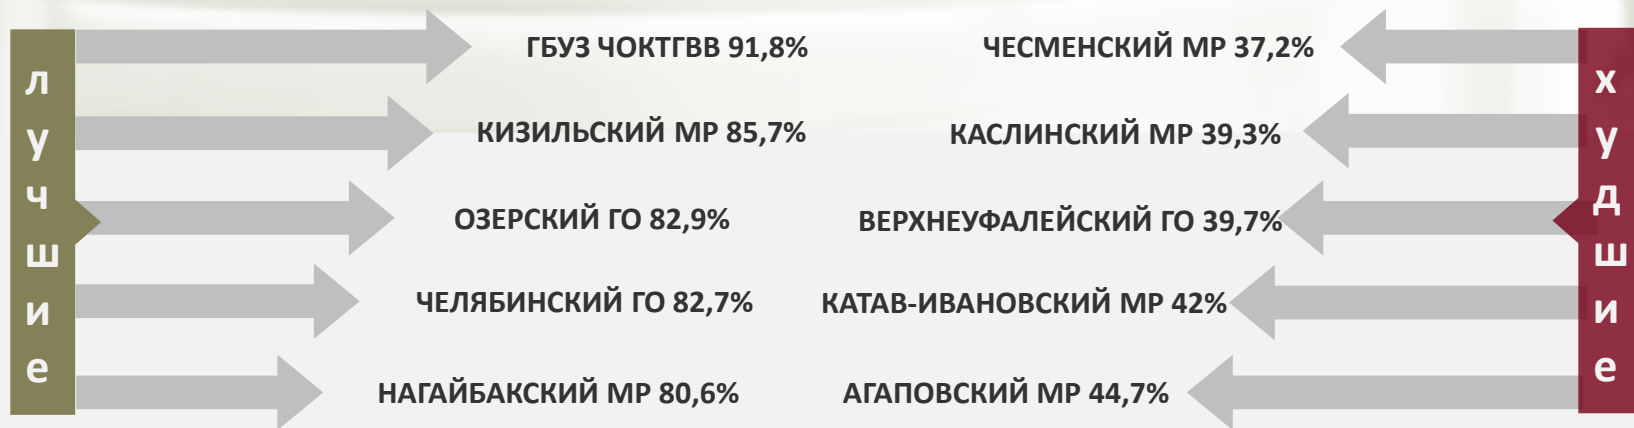 лучшие
ГБУЗ ЧОКТГВВ 91,8%
КИЗИЛЬСКИЙ МР 85,7%
ОЗЕРСКИЙ ГО 82,9%
ЧЕЛЯБИНСКИЙ ГО 82,7%
НАГАЙБАКСКИЙ МР 80,6%
ЧЕСМЕНСКИЙ МР 37,2%
КАСЛИНСКИЙ МР 39,3%
ВЕРХНЕУФАЛЕЙСКИЙ ГО 39,7%
КАТАВ-ИВАНОВСКИЙ МР 42%
АГАПОВСКИЙ МР 44,7%
худшие